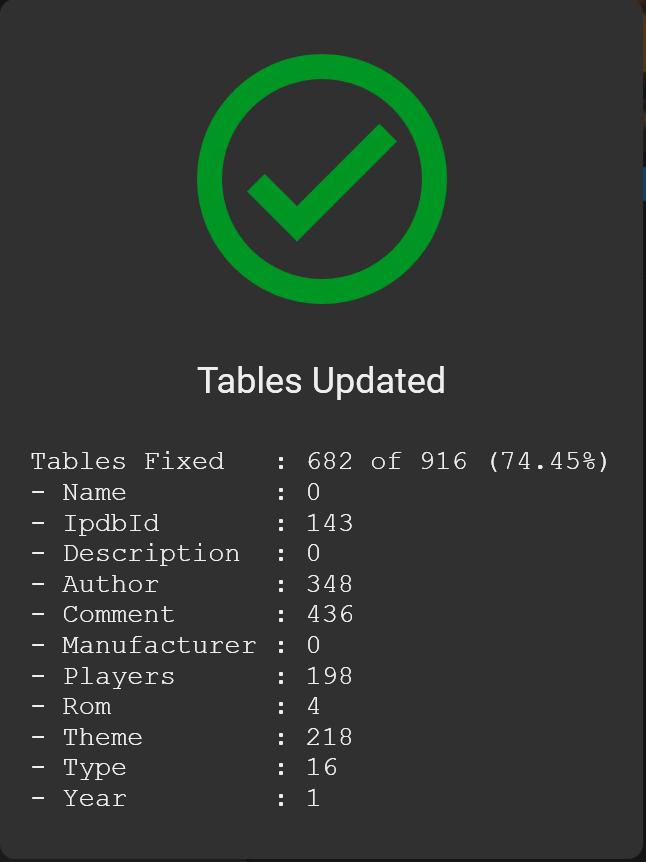 Tables Updated
Tables Fixed   : 682 of 916 (74.45%)
- Name         : 0
- IpdbId       : 143
- Description  : 0
- Author       : 348
- Comment      : 436
- Manufacturer : 0
- Players      : 198
- Rom          : 4
- Theme        : 218
- Type         : 16
- Year         : 1